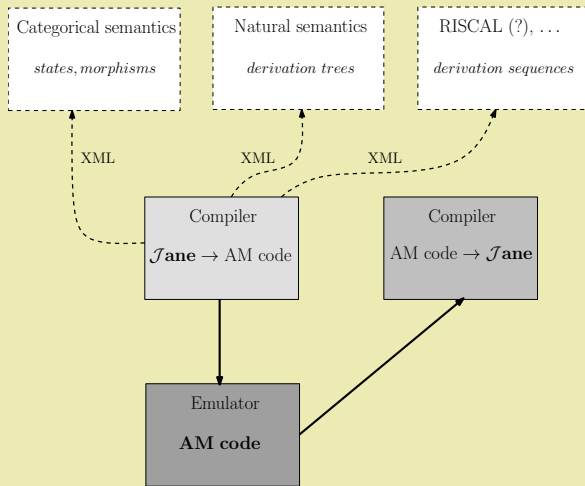 Categorical semantics
states, morphisms
Natural semantics
derivation trees
RISCAL (?), ...
derivation sequences
XML
XML
XML
Compiler
𝒥ane → AM code
Compiler
AM code → 𝒥ane
Emulator
AM code